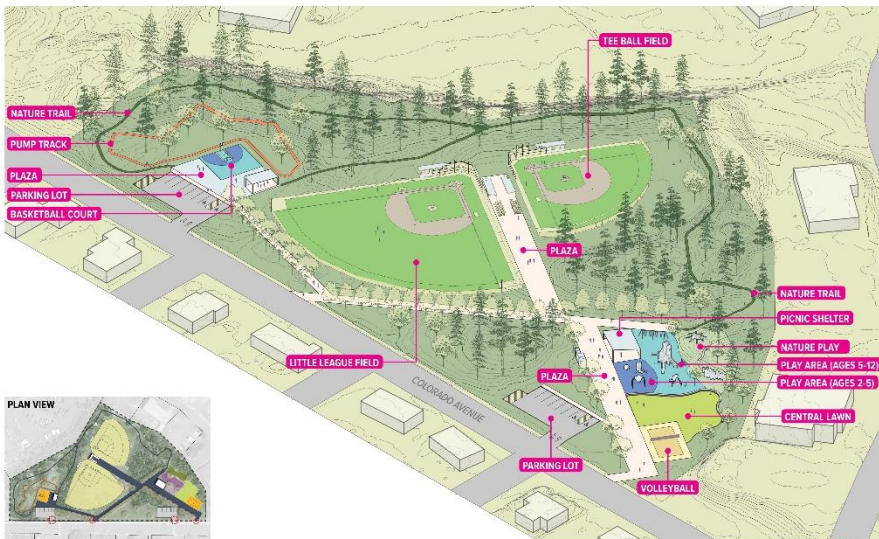 TEE BALL FIELD
NATURE TRAIL
PUMP TRACK
PLAZA
PARKING LOT
BASKETBALL COURT
PLAZA
NATURE TRAIL
PICNIC SHELTER
NATURE PLAY
PLAY AREA (AGES 5-12)
PLAY AREA (AGES 2-5)
LITTLE LEAGUE FIELD
PLAZA
COLORADO AVENUE
CENTRAL LAWN
PARKING LOT
VOLLEYBALL
PLAN VIEW